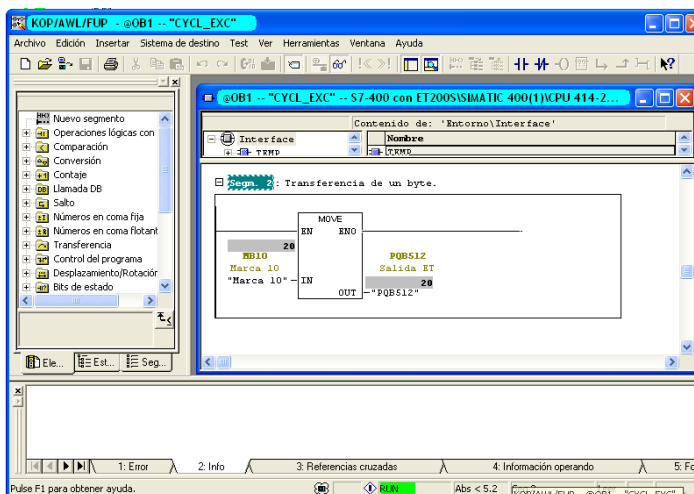 KOP/AWL/FUP - @OB1 -- "CYCL_EXC"
Archivo Edición Insertar Sistema de destino Test Ver Herramientas Ventana Ayuda
Nuevo segmento
Operaciones lógicas con
Comparación
Conversión
Contaje
Llamada DB
Salto
Números en coma fija
Números en coma flotant
Transferencia
Control del programa
Desplazamiento/Rotación
Bits de estado
Ele... Est... Seg...
@OB1 -- "CYCL_EXC" -- S7-400 con ET200S\SIMATIC 400(1)\CPU 414-2...
Contenido de: 'Entorno\Interface'
Interface
TEMP
Nombre
TEMP
Segm. 2: Transferencia de un byte.
MOVE
EN ENO
20
MB10
Marca 10
"Marca 10" IN
PQB512
Salida ET
20
OUT "PQB512"
1: Error 2: Info 3: Referencias cruzadas 4: Información operando 5: Fo
Pulse F1 para obtener ayuda.
RUN
Abs < 5.2